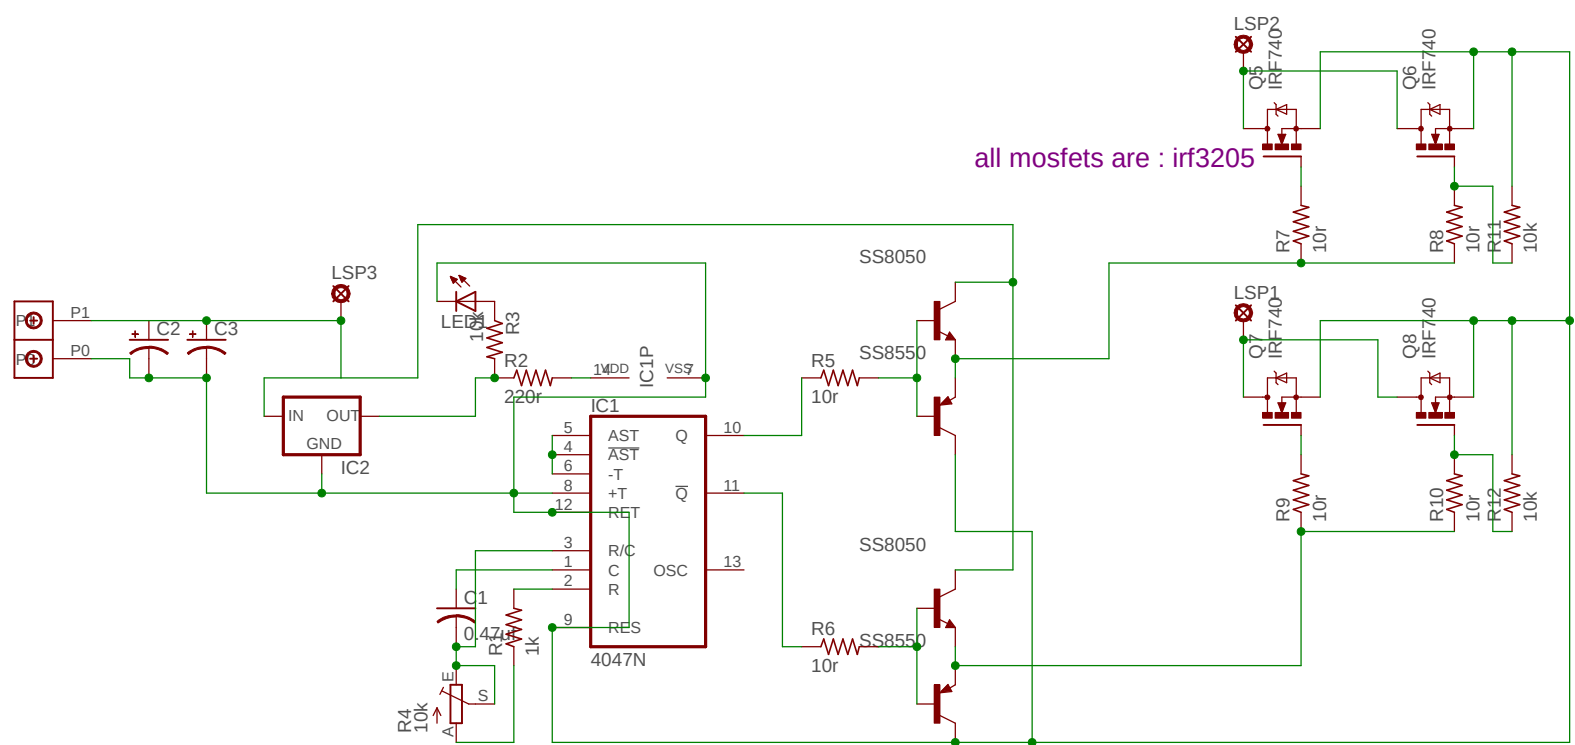 LSP2
Q5
IRF740
Q6
IRF740
all mosfets are : irf3205
R7
10r
R8
10r
R11
10k
SS8050
LSP3
LSP1
P1
P0
C2
C3
LED1
10k
R3
R2
220r
14
VDD
IC1P
VSS
7
SS8550
R5
10r
Q7
IRF740
Q8
IRF740
IN
OUT
GND
IC2
IC1
5
AST
4
AST
6
-T
8
+T
12
RET
3
R/C
1
C
2
R
9
RES
Q
10
Q
11
OSC
13
4047N
R9
10r
R10
10r
R12
10k
SS8050
SS8550
R6
10r
C1
0.47u
R1
1k
E
S
A
R4
10k